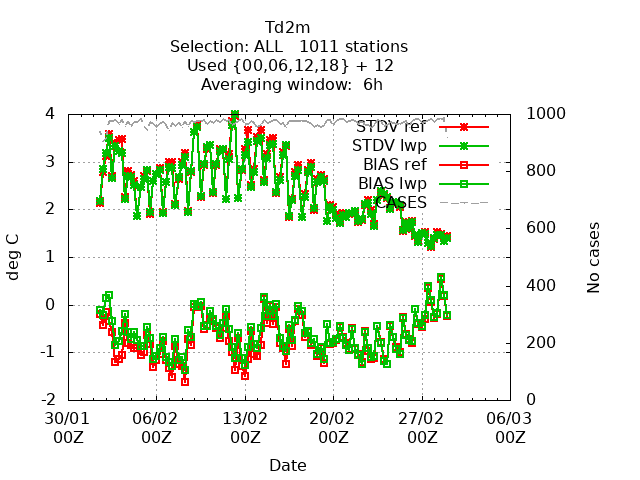 Td2m
Selection: ALL   1011 stations
Used {00,06,12,18} + 12
Averaging window:  6h
4
3
2
1
0
-1
-2
deg C
1000
800
600
400
200
0
No cases
STDV ref
STDV lwp
BIAS ref
BIAS lwp
CASES
30/01 06/02 13/02 20/02 27/02 06/03
00Z 00Z 00Z 00Z 00Z 00Z
Date